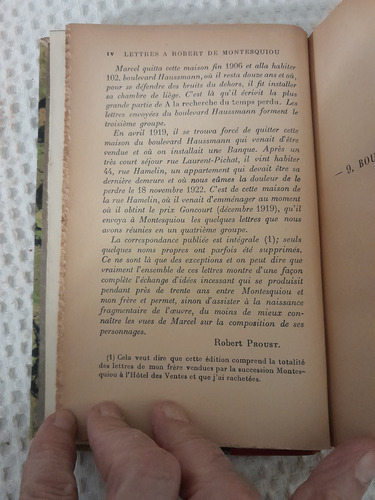 IV LETTRES A ROBERT DE MONTESQUIOU
Marcel quitta cette maison fin 1906 et alla habiter
102, boulevard Haussmann, où il resta douze ans et où,
pour se défendre des bruits du dehors, il fit installer
sa chambre de liège. C'est là qu'il écrivit la plus
grande partie de A la recherche du temps perdu. Les
lettres envoyées du boulevard Haussmann forment le
troisième groupe.
En avril 1919, il se trouva forcé de quitter cette
maison du boulevard Haussmann qui venait d'être
vendue et où on installait une Banque. Après un
très court séjour rue Laurent-Pichat, il vint habiter
44, rue Hamelin, un appartement qui devait être sa
dernière demeure et où nous eûmes la douleur de le
perdre le 18 novembre 1922. C'est de cette maison de
la rue Hamelin, où il venait d'emménager au moment
où il obtint le prix Goncourt (décembre 1919), qu'il
envoya à Montesquiou les quelques lettres que nous
avons réunies en un quatrième groupe.
La correspondance publiée est intégrale (1); seuls
quelques noms propres ont parfois été supprimés.
Ce ne sont là que des exceptions et on peut dire que
vraiment l'ensemble de ces lettres montre d'une façon
complète l'échange d'idées incessant qui se produisit
pendant près de trente ans entre Montesquiou et
mon frère et permet, sinon d'assister à la naissance
fragmentaire de l'œuvre, du moins de mieux con-
naître les vues de Marcel sur la composition de ses
personnages.
Robert PROUST.
(1) Cela veut dire que cette édition comprend la totalité
des lettres de mon frère vendues par la succession Montes-
quiou à l'Hôtel des Ventes et que j'ai rachetées.
— 9, BOU